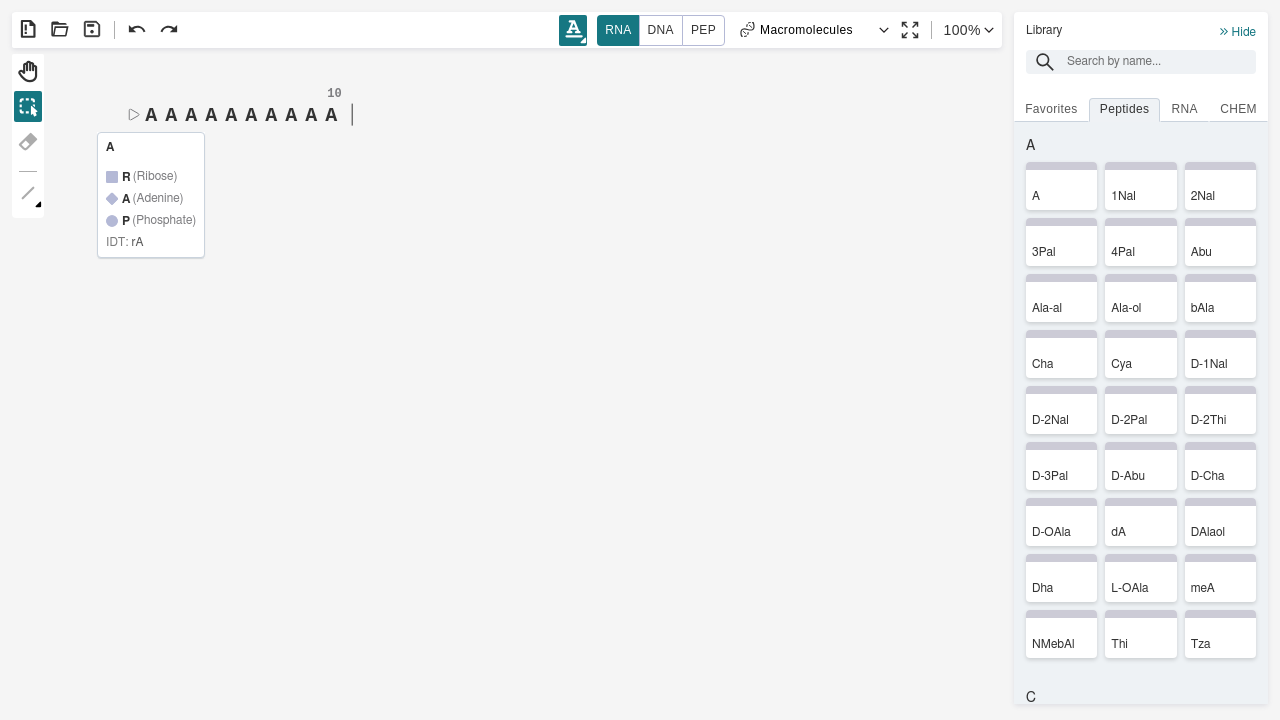 A RNA DNA PEP Macromolecules 100%
Library
Hide
Search by name...
Favorites Peptides RNA CHEM
10
A A A A A A A A A A
A
R (Ribose)
A (Adenine)
P (Phosphate)
IDT: rA
A
A 1Nal 2Nal
3Pal 4Pal Abu
Ala-al Ala-ol bAla
Cha Cya D-1Nal
D-2Nal D-2Pal D-2Thi
D-3Pal D-Abu D-Cha
D-OAla dA DAlaol
Dha L-OAla meA
NMebAl Thi Tza
C